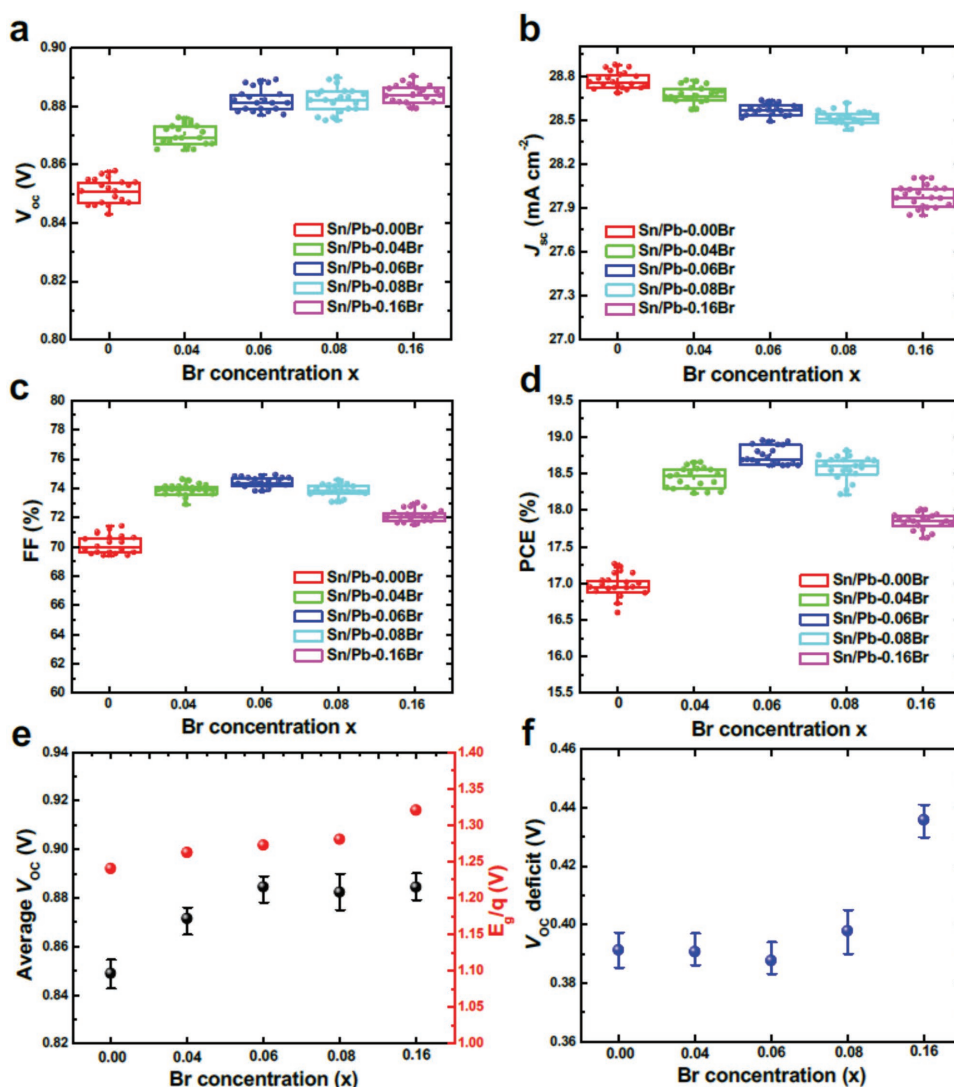 a
0.90
0.88
0.86
0.84
0.82
0.80
V_oc (V)
Sn/Pb-0.00Br
Sn/Pb-0.04Br
Sn/Pb-0.06Br
Sn/Pb-0.08Br
Sn/Pb-0.16Br
0 0.04 0.06 0.08 0.16
Br concentration x
b
28.8
28.5
28.2
27.9
27.6
27.3
27.0
J_sc (mA cm⁻²)
Sn/Pb-0.00Br
Sn/Pb-0.04Br
Sn/Pb-0.06Br
Sn/Pb-0.08Br
Sn/Pb-0.16Br
0 0.04 0.06 0.08 0.16
Br concentration x
c
80
78
76
74
72
70
68
66
64
62
60
FF (%)
Sn/Pb-0.00Br
Sn/Pb-0.04Br
Sn/Pb-0.06Br
Sn/Pb-0.08Br
Sn/Pb-0.16Br
0 0.04 0.06 0.08 0.16
Br concentration x
d
19.5
19.0
18.5
18.0
17.5
17.0
16.5
16.0
15.5
PCE (%)
Sn/Pb-0.00Br
Sn/Pb-0.04Br
Sn/Pb-0.06Br
Sn/Pb-0.08Br
Sn/Pb-0.16Br
0 0.04 0.06 0.08 0.16
Br concentration x
e
0.94
0.92
0.90
0.88
0.86
0.84
0.82
Average V_OC (V)
1.40
1.35
1.30
1.25
1.20
1.15
1.10
1.05
1.00
E_g/q (V)
0.00 0.04 0.06 0.08 0.16
Br concentration (x)
f
0.46
0.44
0.42
0.40
0.38
0.36
V_OC deficit (V)
0.00 0.04 0.06 0.08 0.16
Br concentration (x)